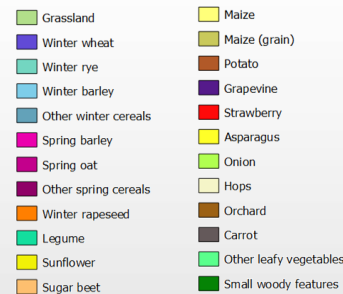 Grassland
Winter wheat
Winter rye
Winter barley
Other winter cereals
Spring barley
Spring oat
Other spring cereals
Winter rapeseed
Legume
Sunflower
Sugar beet
Maize
Maize (grain)
Potato
Grapevine
Strawberry
Asparagus
Onion
Hops
Orchard
Carrot
Other leafy vegetables
Small woody features